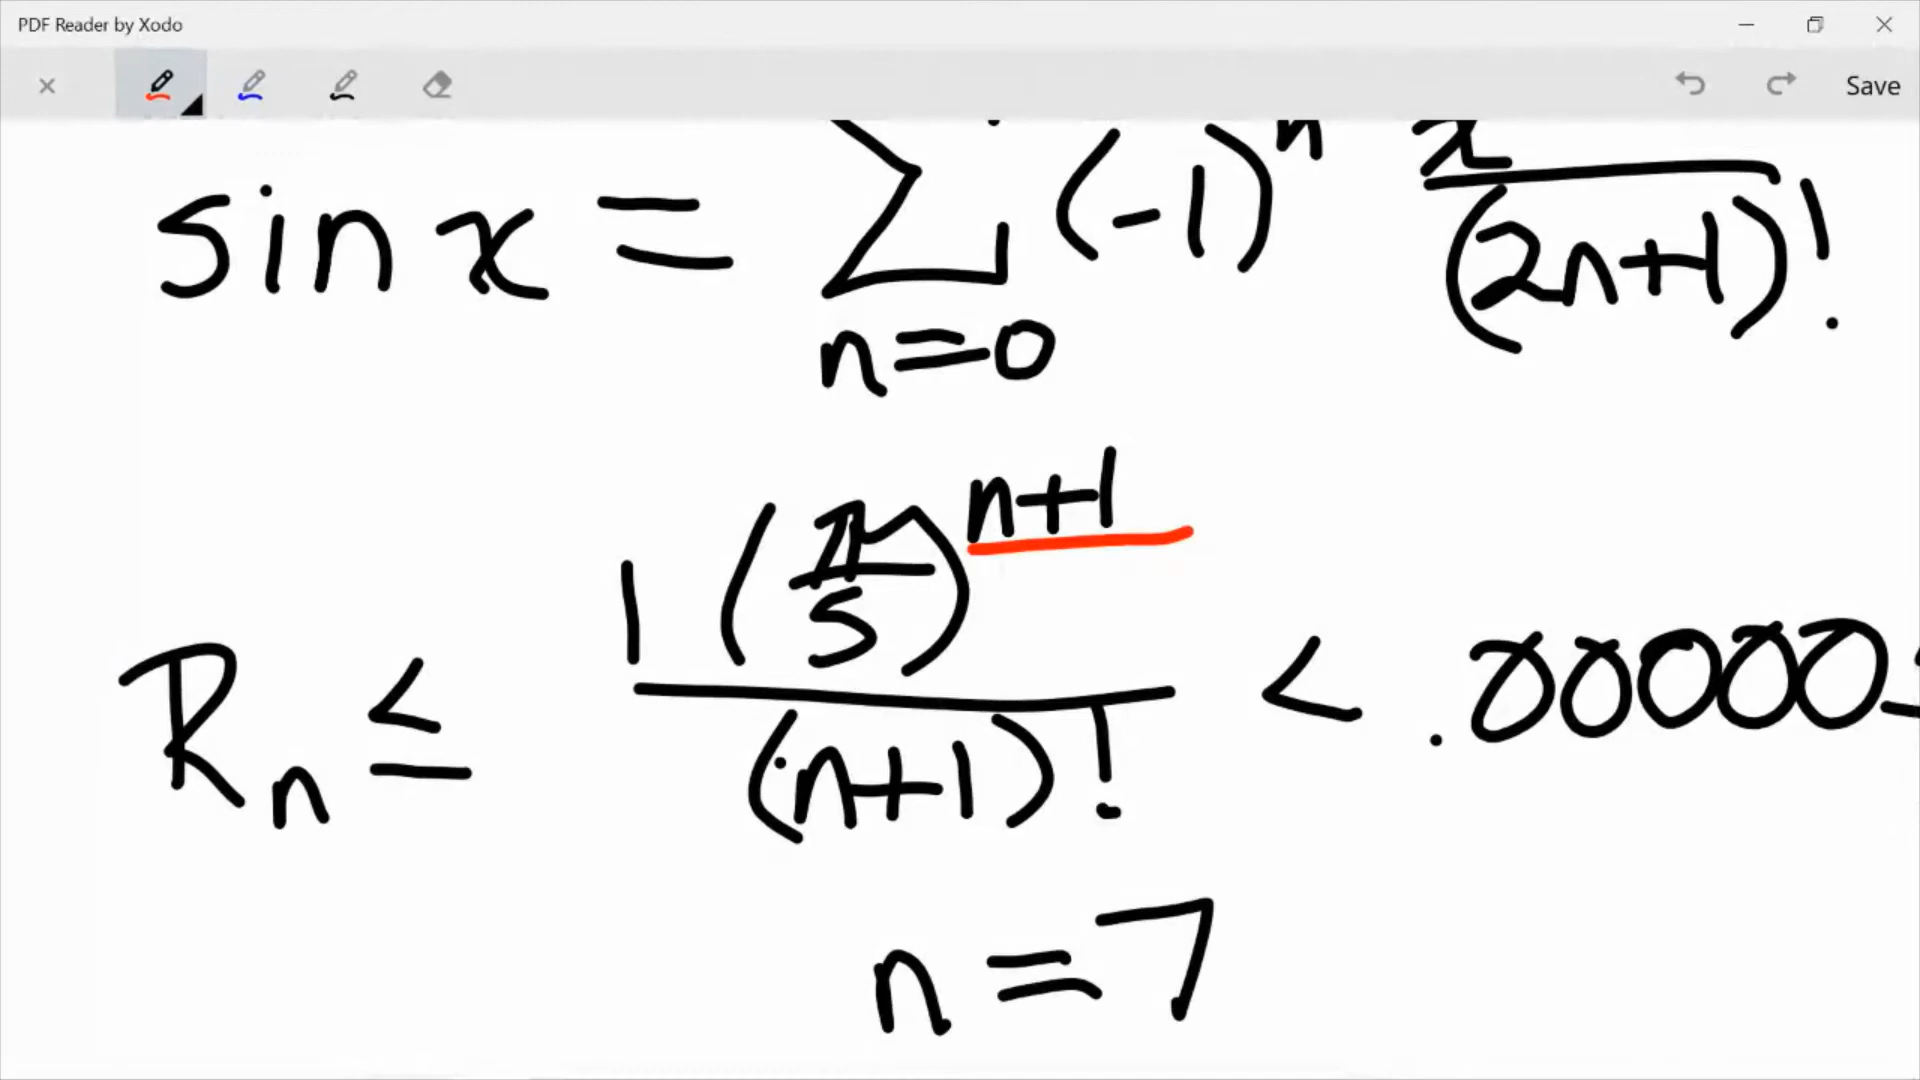 PDF Reader by Xodo
Save
sin x = ∑ (-1)ⁿ x / (2n+1)!
n=0
Rₙ ≤ 1 (π/5)ⁿ⁺¹ / (n+1)! < .00000
n = 7